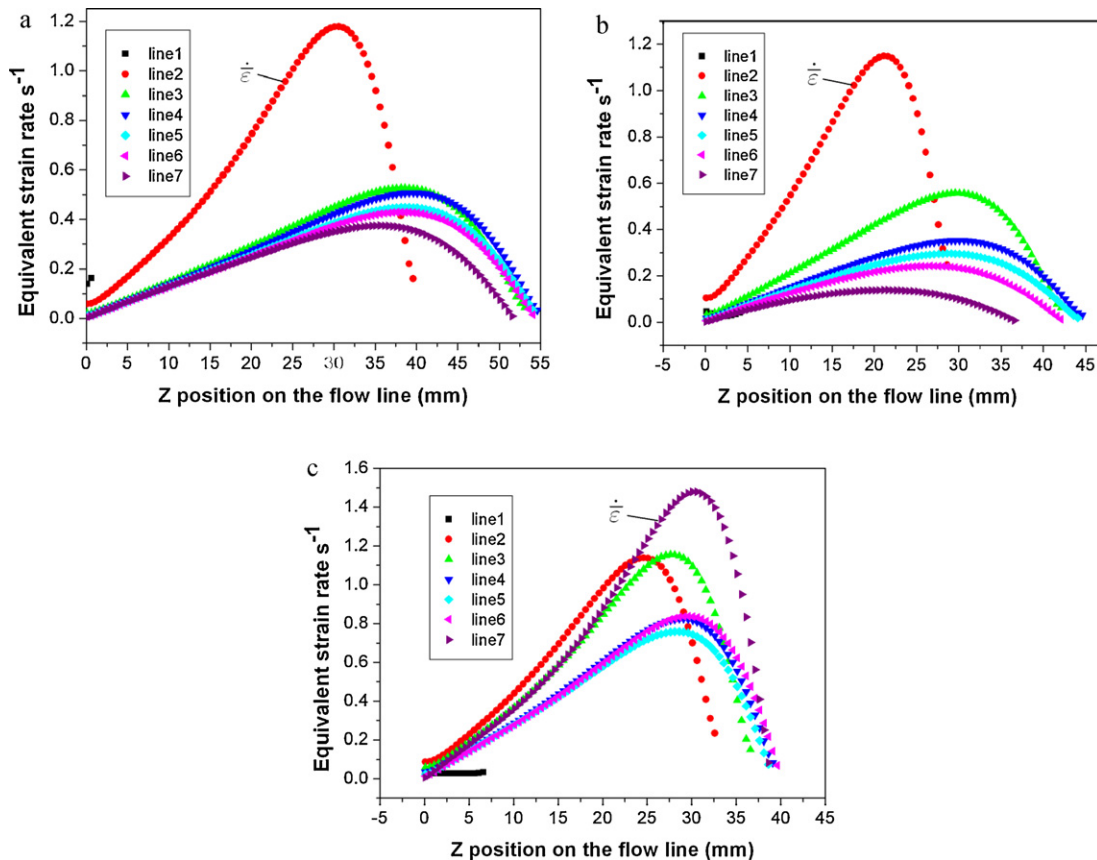 a
Equivalent strain rate s-1
1.2
1.0
0.8
0.6
0.4
0.2
0.0
line1
line2
line3
line4
line5
line6
line7
ε̇
0
5
10
15
20
25
30
35
40
45
50
55
Z position on the flow line (mm)
b
Equivalent strain rate s-1
1.2
1.0
0.8
0.6
0.4
0.2
0.0
line1
line2
line3
line4
line5
line6
line7
ε̇
-5
0
5
10
15
20
25
30
35
40
45
Z position on the flow line (mm)
c
Equivalent strain rate s-1
1.6
1.4
1.2
1.0
0.8
0.6
0.4
0.2
0.0
line1
line2
line3
line4
line5
line6
line7
ε̇
-5
0
5
10
15
20
25
30
35
40
45
Z position on the flow line (mm)